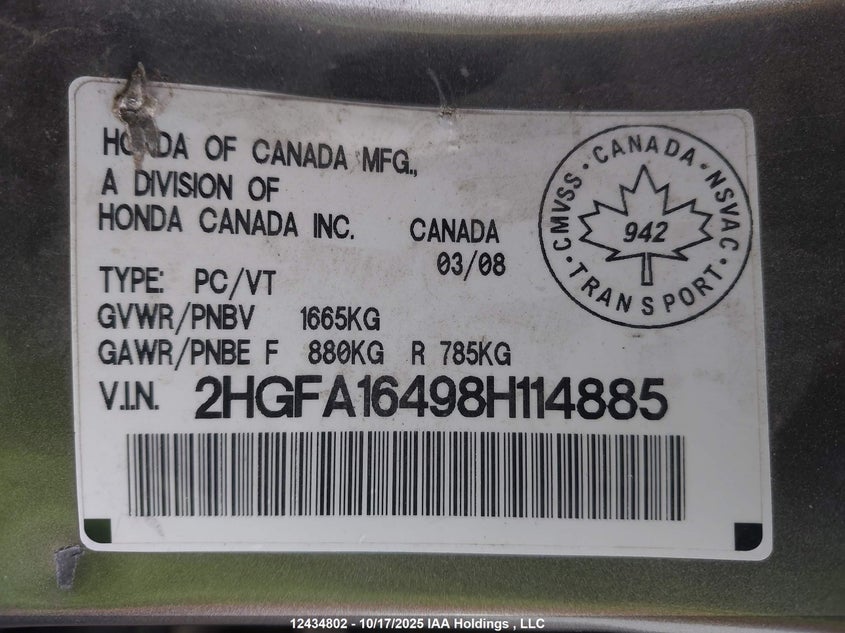 HONDA OF CANADA MFG.,
A DIVISION OF
HONDA CANADA INC. CANADA
03/08
TYPE: PC/VT
GVWR/PNBV 1665KG
GAWR/PNBE F 880KG R 785KG
V.I.N. 2HGFA16498H114885
CMVSS · CANADA · NSVAC · TRANSPORT ·
942
12434802 - 10/17/2025 IAA Holdings , LLC